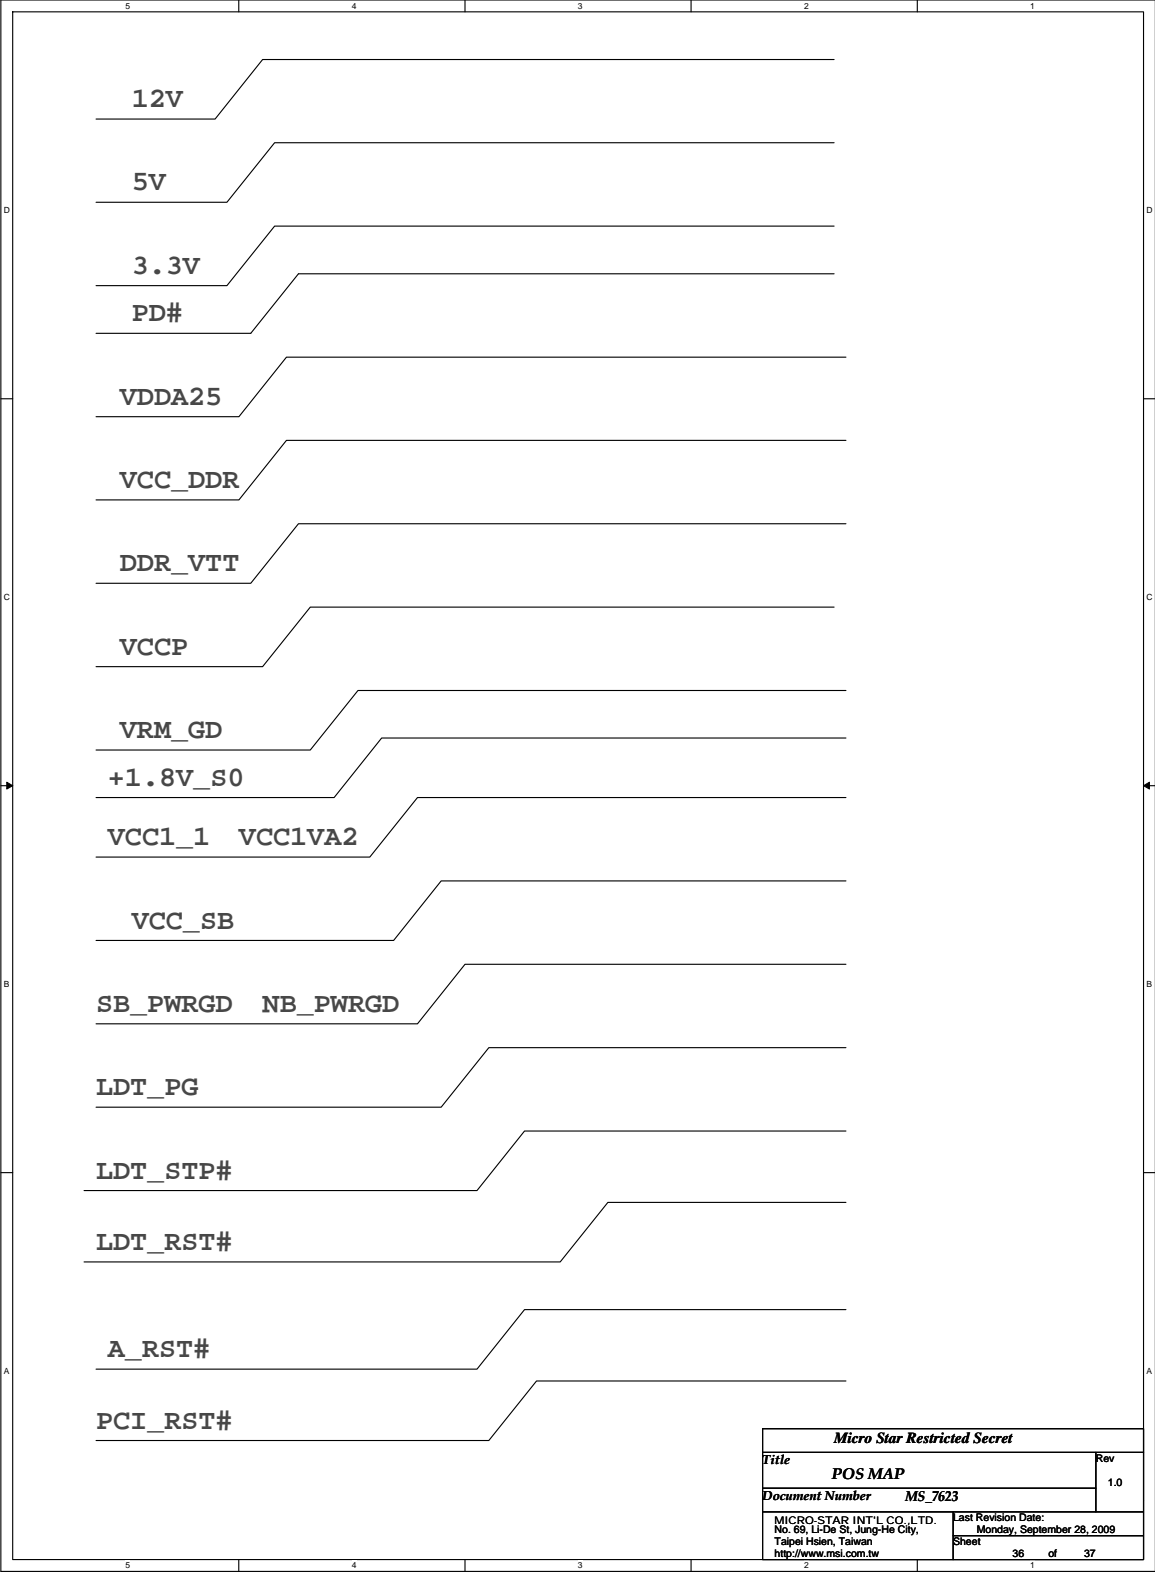 5 4 3 2 1
12V
5V
D D
3.3V
PD#
VDDA25
VCC_DDR
DDR_VTT
C C
VCCP
VRM_GD
+1.8V_S0
VCC1_1 VCC1VA2
VCC_SB
B B
SB_PWRGD NB_PWRGD
LDT_PG
LDT_STP#
LDT_RST#
A_RST#
A A
PCI_RST#
Micro Star Restricted Secret
Title Rev
POS MAP 1.0
Document Number MS_7623
MICRO-STAR INT'L CO.,LTD.
No. 69, Li-De St, Jung-He City,
Taipei Hsien, Taiwan
http://www.msi.com.tw
Last Revision Date:
Monday, September 28, 2009
Sheet
36 of 37
5 4 3 2 1